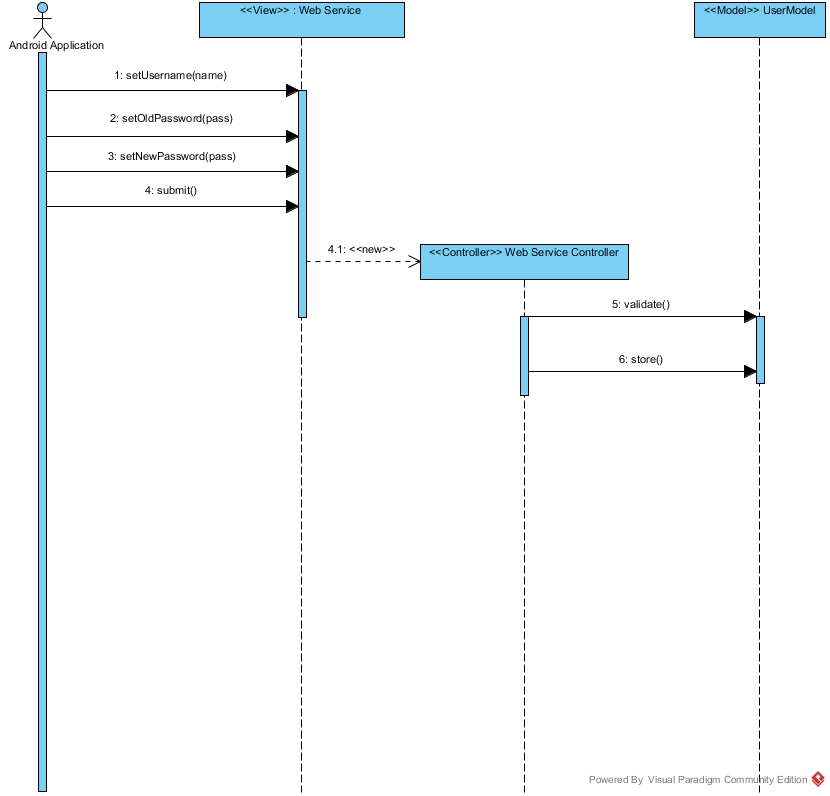 <<View>> : Web Service
<<Model>> UserModel
Android Application
1: setUsername(name)
2: setOldPassword(pass)
3: setNewPassword(pass)
4: submit()
4.1: <<new>>
<<Controller>> Web Service Controller
5: validate()
6: store()
Powered By Visual Paradigm Community Edition